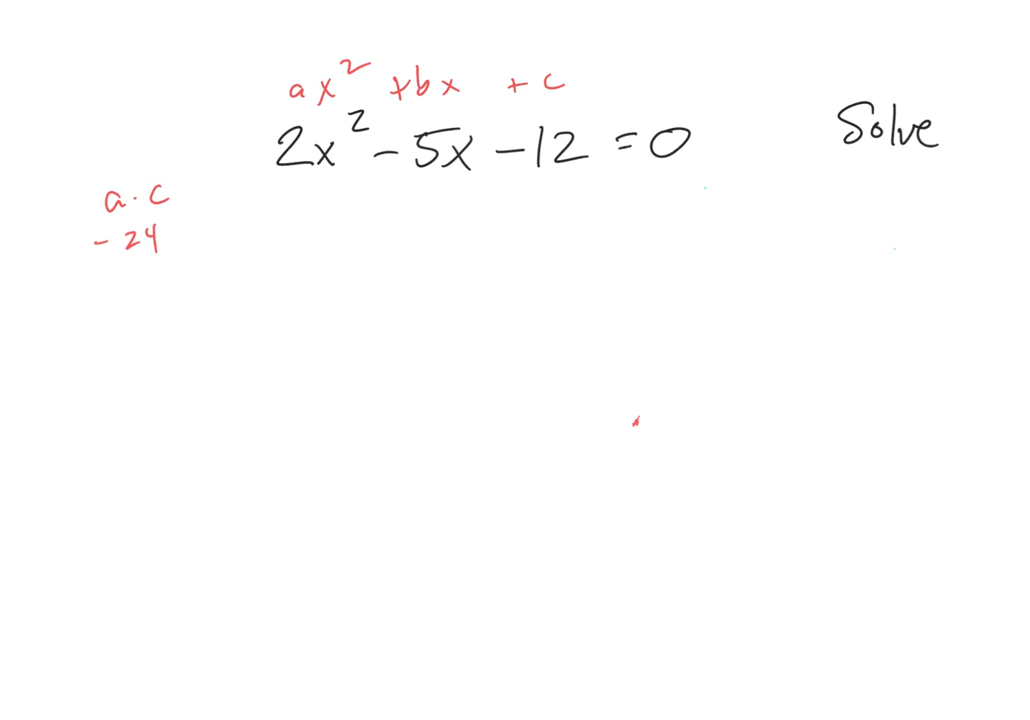 ax² +bx + c
2x² - 5x - 12 = 0
Solve
a · c
- 24